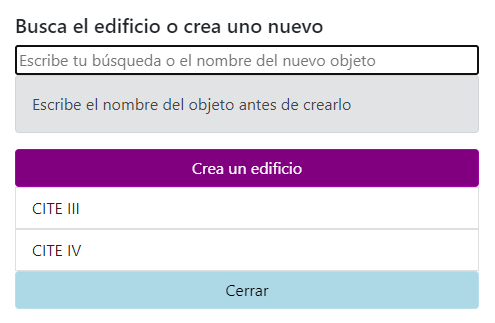 Busca el edificio o crea uno nuevo
Escribe tu búsqueda o el nombre del nuevo objeto
Escribe el nombre del objeto antes de crearlo
Crea un edificio
CITE III
CITE IV
Cerrar